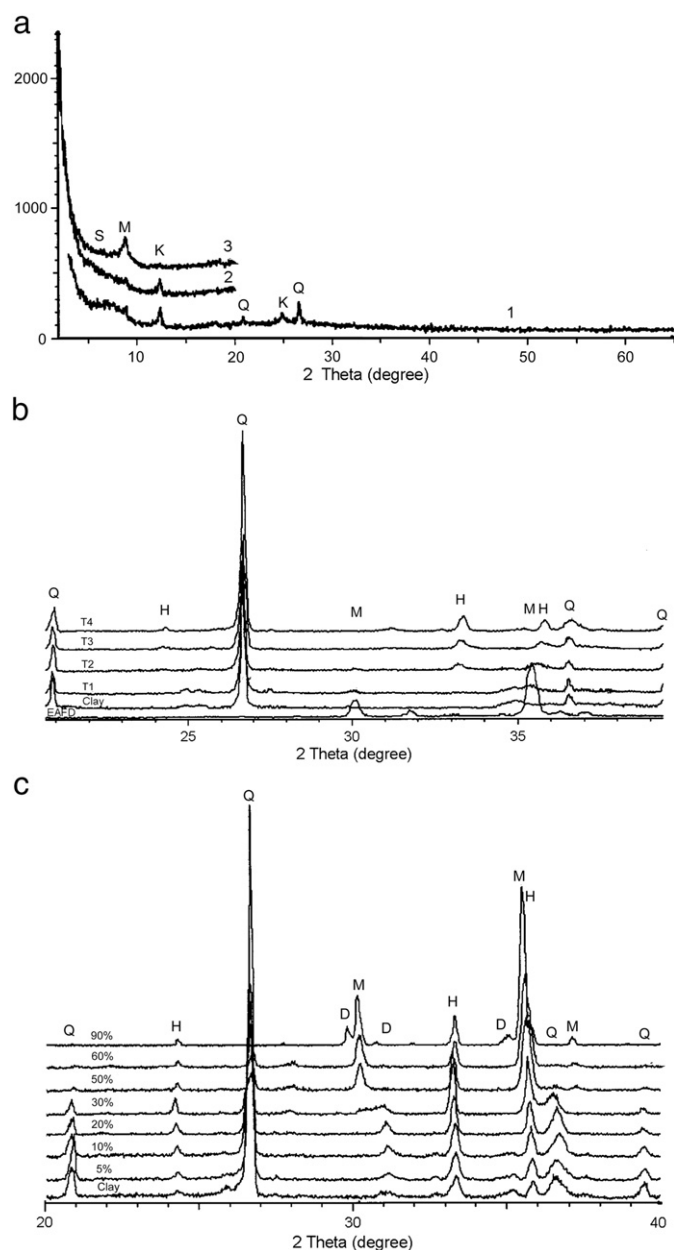 a
2000
S M K 3
1000
2
Q K Q 1
0
10 20 30 40 50 60
2 Theta (degree)
b
Q
Q H M H M H Q Q
T4
T3
T2
T1
Clay
EAFD
25 30 35 40
2 Theta (degree)
c
Q
M
H
M
D D H D Q M Q
Q H
90%
60%
50%
30%
20%
10%
5%
Clay
20 30 40
2 Theta (degree)